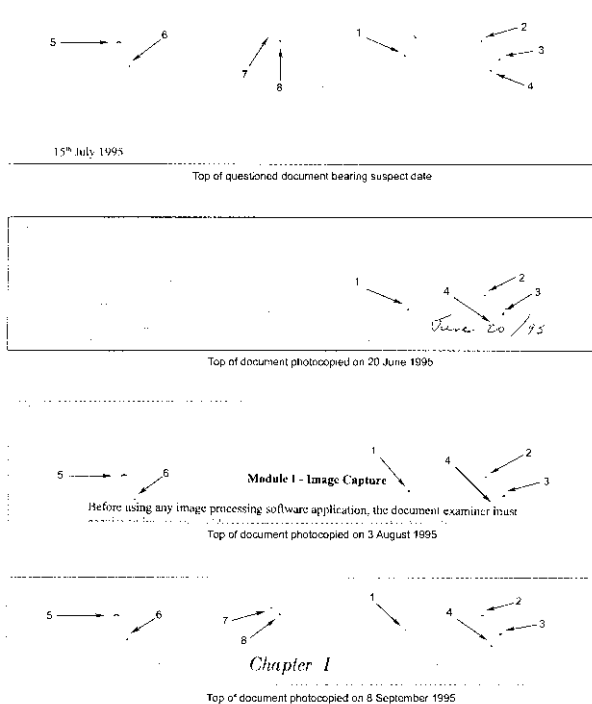 5 6 1 2
3
7 8 4
15th July 1995
Top of questioned document bearing suspect date
1 4 2
3
June 20/95
Top of document photocopied on 20 June 1995
5 6 1 4 2
3
Module 1 - Image Capture
Before using any image processing software application, the document examiner must
Top of document photocopied on 3 August 1995
5 6 7 1 4 2
8 3
Chapter 1
Top of document photocopied on 8 September 1995